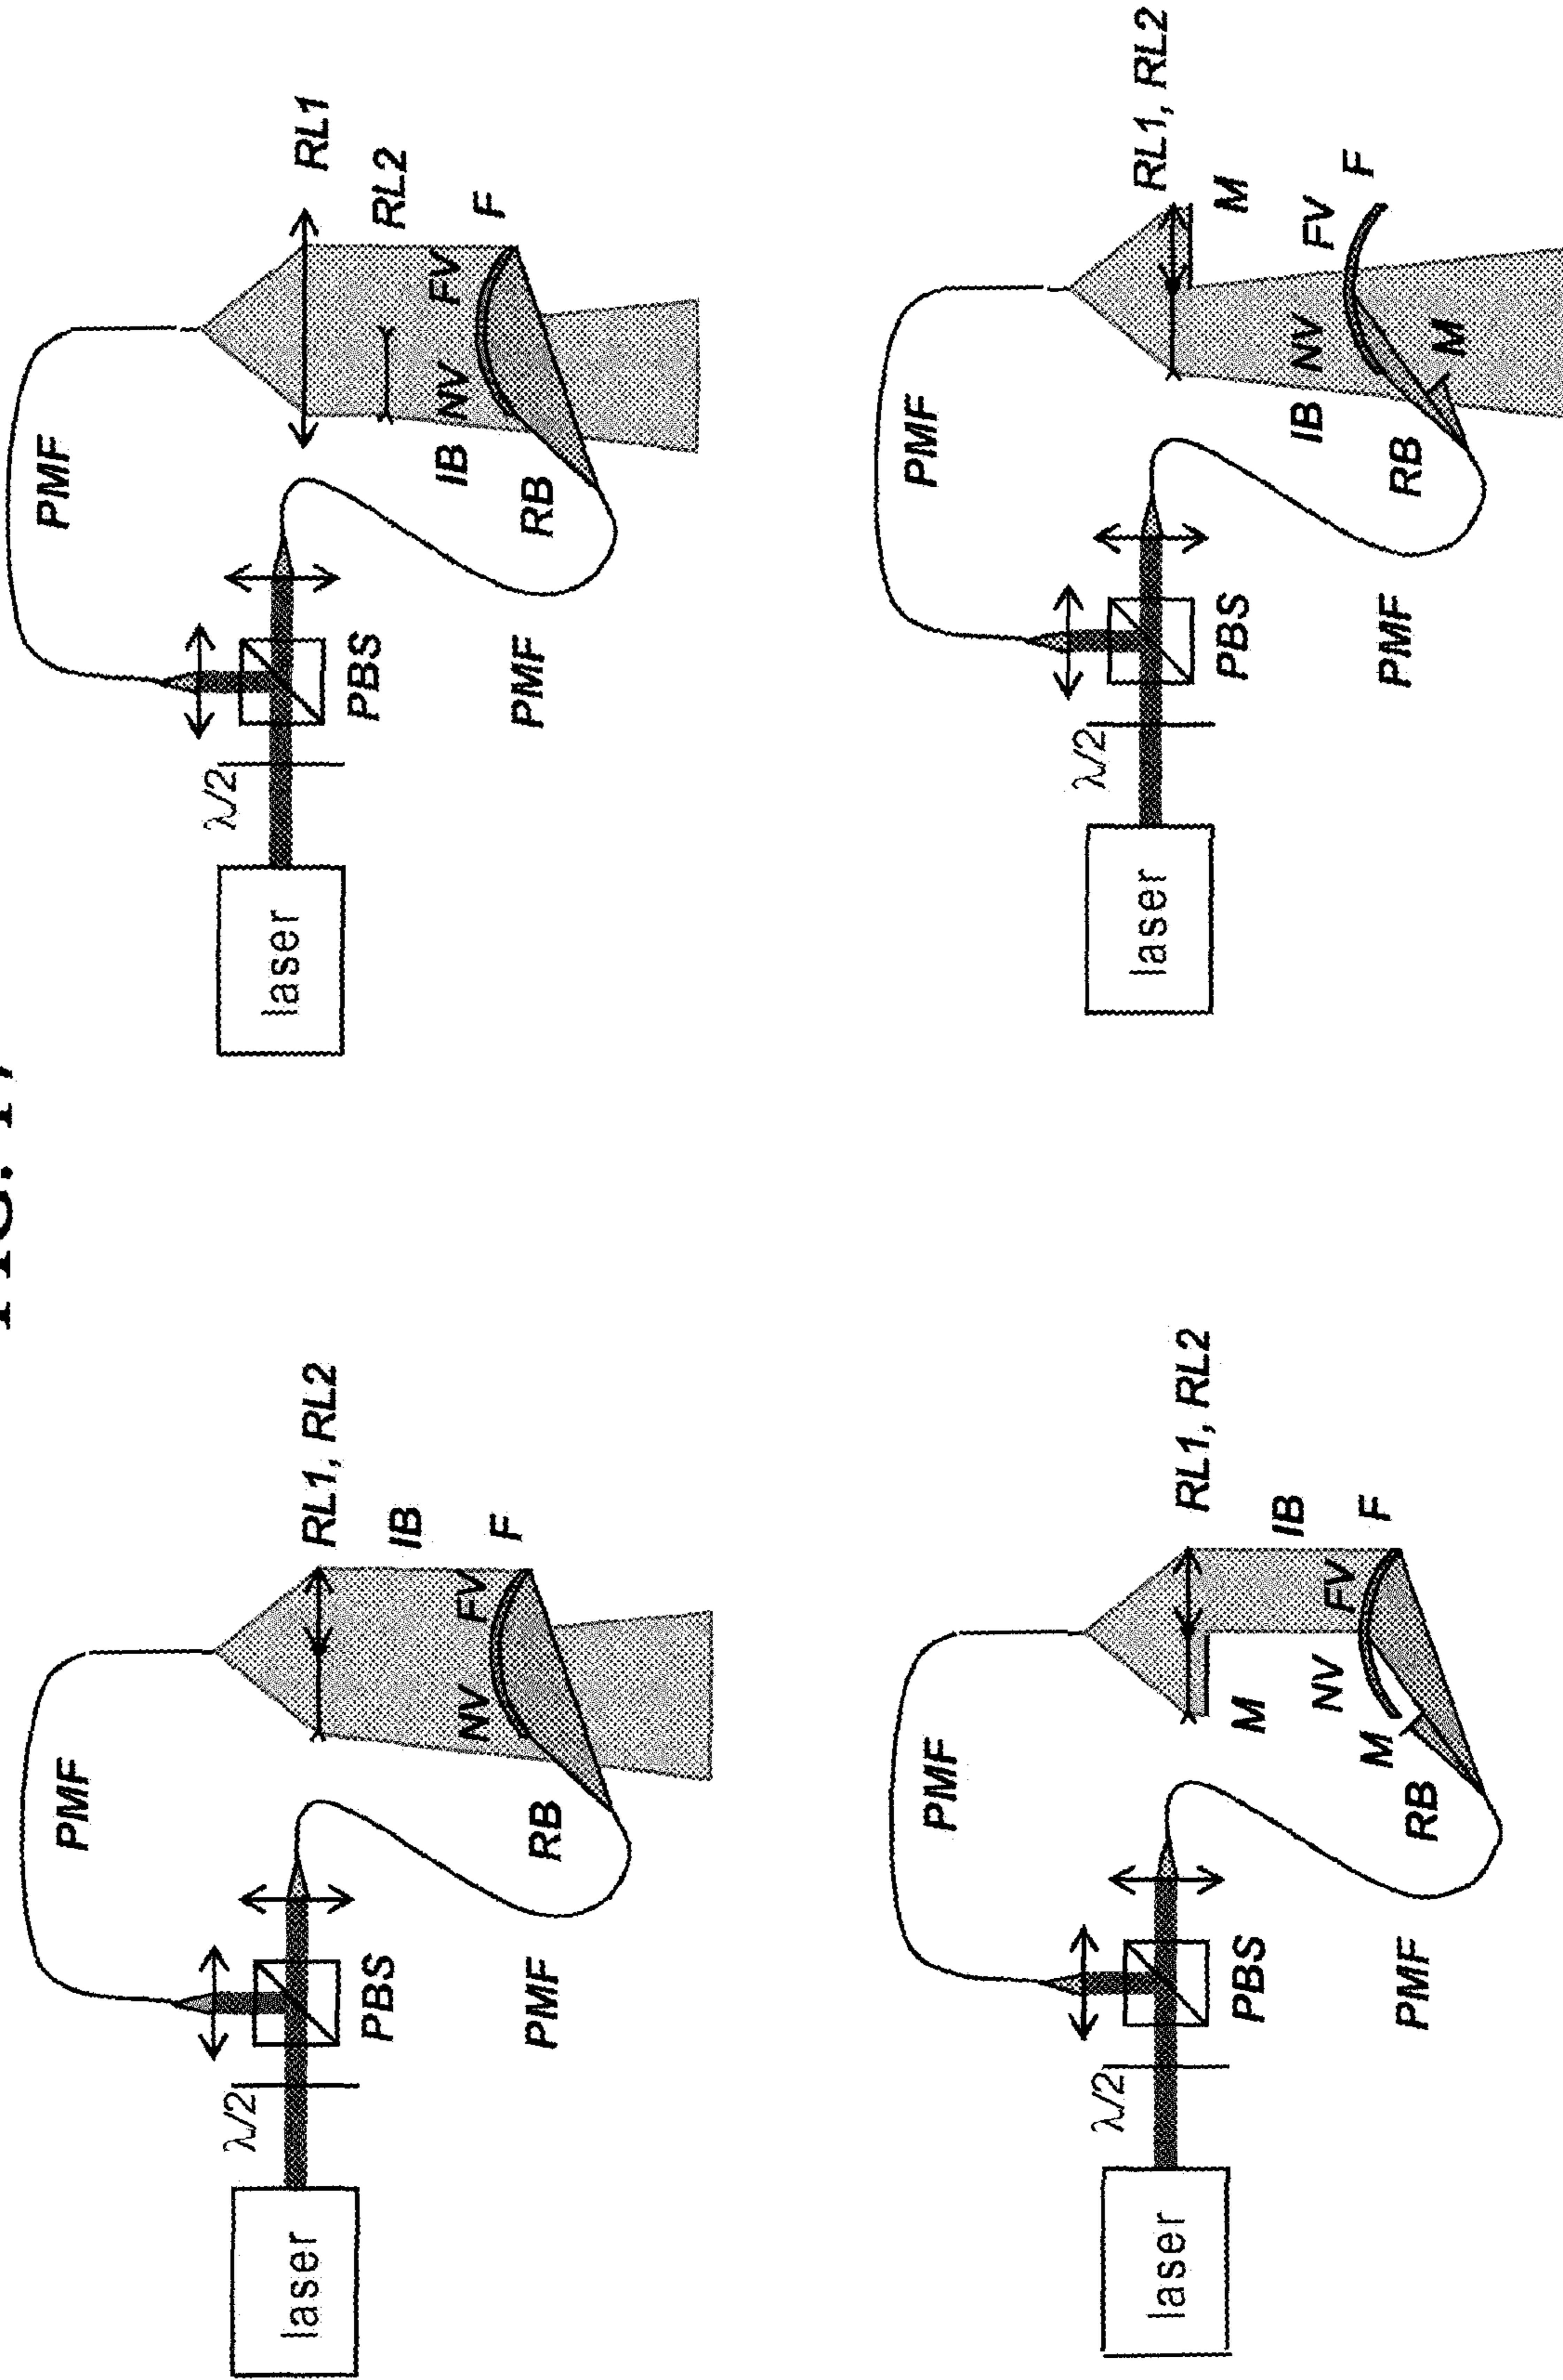 FIG. 17
PMF
λ/2
laser
RL1, RL2
PBS
IB
NV
FV
F
PMF
RB
PMF
λ/2
laser
RL1
PBS
RL2
IB
NV
FV
F
PMF
RB
PMF
λ/2
laser
RL1, RL2
PBS
M
IB
NV
FV
F
M
PMF
RB
PMF
λ/2
laser
RL1, RL2
PBS
M
IB
NV
FV
F
PMF
RB
M